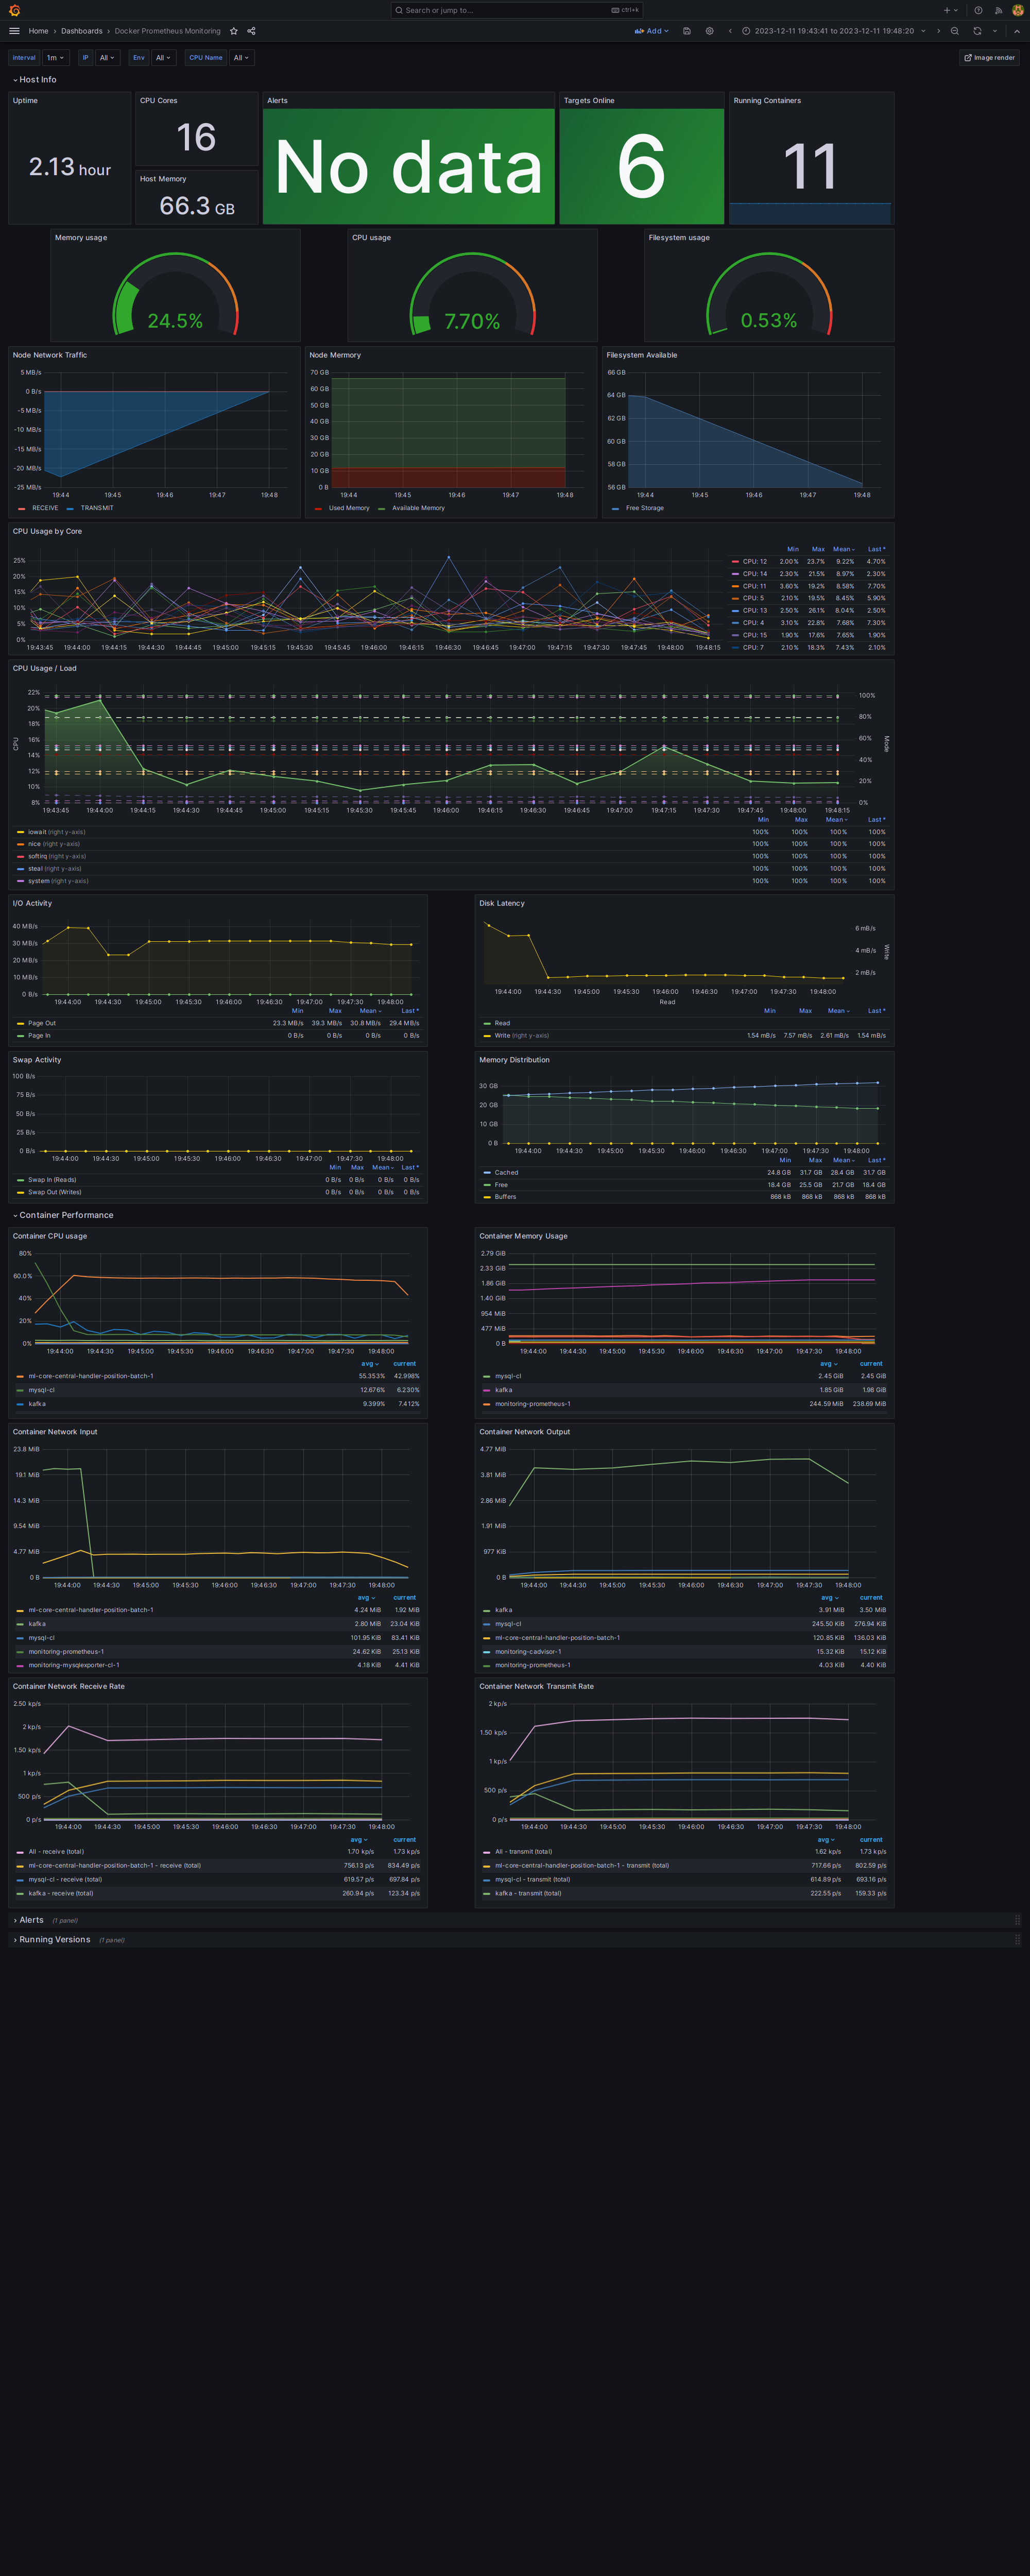 Search or jump to... ctrl+k
Home › Dashboards › Docker Prometheus Monitoring
Add 2023-12-11 19:43:41 to 2023-12-11 19:48:20
Interval 1m IP All Env All CPU Name All Image render
Host Info
Uptime
2.13 hour
CPU Cores
16
Host Memory
66.3 GB
Alerts
No data
Targets Online
6
Running Containers
11
Memory usage
24.5%
CPU usage
7.70%
Filesystem usage
0.53%
Node Network Traffic
5 MB/s
0 B/s
-5 MB/s
-10 MB/s
-15 MB/s
-20 MB/s
-25 MB/s
19:44 19:45 19:46 19:47 19:48
RECEIVE TRANSMIT
Node Mermory
70 GB
60 GB
50 GB
40 GB
30 GB
20 GB
10 GB
0 B
19:44 19:45 19:46 19:47 19:48
Used Memory Available Memory
Filesystem Available
66 GB
64 GB
62 GB
60 GB
58 GB
56 GB
19:44 19:45 19:46 19:47 19:48
Free Storage
CPU Usage by Core
25%
20%
15%
10%
5%
0%
19:43:45 19:44:00 19:44:15 19:44:30 19:44:45 19:45:00 19:45:15 19:45:30 19:45:45 19:46:00 19:46:15 19:46:30 19:46:45 19:47:00 19:47:15 19:47:30 19:47:45 19:48:00 19:48:15
Min Max Mean Last *
CPU: 12 2.00% 23.7% 9.22% 4.70%
CPU: 14 2.30% 21.5% 8.97% 2.30%
CPU: 11 3.60% 19.2% 8.58% 7.70%
CPU: 5 2.10% 19.5% 8.45% 5.90%
CPU: 13 2.50% 26.1% 8.04% 2.50%
CPU: 4 3.10% 22.8% 7.68% 7.30%
CPU: 15 1.90% 17.6% 7.65% 1.90%
CPU: 7 2.10% 18.3% 7.43% 2.10%
CPU Usage / Load
CPU
22%
20%
18%
16%
14%
12%
10%
8%
100%
80%
60%
40%
20%
0%
Mode
19:43:45 19:44:00 19:44:15 19:44:30 19:44:45 19:45:00 19:45:15 19:45:30 19:45:45 19:46:00 19:46:15 19:46:30 19:46:45 19:47:00 19:47:15 19:47:30 19:47:45 19:48:00 19:48:15
Min Max Mean Last *
iowait (right y-axis) 100% 100% 100% 100%
nice (right y-axis) 100% 100% 100% 100%
softirq (right y-axis) 100% 100% 100% 100%
steal (right y-axis) 100% 100% 100% 100%
system (right y-axis) 100% 100% 100% 100%
I/O Activity
40 MB/s
30 MB/s
20 MB/s
10 MB/s
0 B/s
19:44:00 19:44:30 19:45:00 19:45:30 19:46:00 19:46:30 19:47:00 19:47:30 19:48:00
Min Max Mean Last *
Page Out 23.3 MB/s 39.3 MB/s 30.8 MB/s 29.4 MB/s
Page In 0 B/s 0 B/s 0 B/s 0 B/s
Disk Latency
6 mB/s
4 mB/s
2 mB/s
Write
19:44:00 19:44:30 19:45:00 19:45:30 19:46:00 19:46:30 19:47:00 19:47:30 19:48:00
Read
Min Max Mean Last *
Read
Write (right y-axis) 1.54 mB/s 7.57 mB/s 2.61 mB/s 1.54 mB/s
Swap Activity
100 B/s
75 B/s
50 B/s
25 B/s
0 B/s
19:44:00 19:44:30 19:45:00 19:45:30 19:46:00 19:46:30 19:47:00 19:47:30 19:48:00
Min Max Mean Last *
Swap In (Reads) 0 B/s 0 B/s 0 B/s 0 B/s
Swap Out (Writes) 0 B/s 0 B/s 0 B/s 0 B/s
Memory Distribution
30 GB
20 GB
10 GB
0 B
19:44:00 19:44:30 19:45:00 19:45:30 19:46:00 19:46:30 19:47:00 19:47:30 19:48:00
Min Max Mean Last *
Cached 24.8 GB 31.7 GB 28.4 GB 31.7 GB
Free 18.4 GB 25.5 GB 21.7 GB 18.4 GB
Buffers 868 kB 868 kB 868 kB 868 kB
Container Performance
Container CPU usage
80%
60.0%
40%
20%
0%
19:44:00 19:44:30 19:45:00 19:45:30 19:46:00 19:46:30 19:47:00 19:47:30 19:48:00
avg current
ml-core-central-handler-position-batch-1 55.353% 42.998%
mysql-cl 12.676% 6.230%
kafka 9.399% 7.412%
Container Memory Usage
2.79 GiB
2.33 GiB
1.86 GiB
1.40 GiB
954 MiB
477 MiB
0 B
19:44:00 19:44:30 19:45:00 19:45:30 19:46:00 19:46:30 19:47:00 19:47:30 19:48:00
avg current
mysql-cl 2.45 GiB 2.45 GiB
kafka 1.85 GiB 1.98 GiB
monitoring-prometheus-1 244.59 MiB 238.69 MiB
Container Network Input
23.8 MiB
19.1 MiB
14.3 MiB
9.54 MiB
4.77 MiB
0 B
19:44:00 19:44:30 19:45:00 19:45:30 19:46:00 19:46:30 19:47:00 19:47:30 19:48:00
avg current
ml-core-central-handler-position-batch-1 4.24 MiB 1.92 MiB
kafka 2.80 MiB 23.04 KiB
mysql-cl 101.95 KiB 83.41 KiB
monitoring-prometheus-1 24.62 KiB 25.13 KiB
monitoring-mysqlexporter-cl-1 4.18 KiB 4.41 KiB
Container Network Output
4.77 MiB
3.81 MiB
2.86 MiB
1.91 MiB
977 KiB
0 B
19:44:00 19:44:30 19:45:00 19:45:30 19:46:00 19:46:30 19:47:00 19:47:30 19:48:00
avg current
kafka 3.91 MiB 3.50 MiB
mysql-cl 245.50 KiB 276.94 KiB
ml-core-central-handler-position-batch-1 120.85 KiB 136.03 KiB
monitoring-cadvisor-1 15.32 KiB 15.12 KiB
monitoring-prometheus-1 4.03 KiB 4.40 KiB
Container Network Receive Rate
2.50 kp/s
2 kp/s
1.50 kp/s
1 kp/s
500 p/s
0 p/s
19:44:00 19:44:30 19:45:00 19:45:30 19:46:00 19:46:30 19:47:00 19:47:30 19:48:00
avg current
All - receive (total) 1.70 kp/s 1.73 kp/s
ml-core-central-handler-position-batch-1 - receive (total) 756.13 p/s 834.49 p/s
mysql-cl - receive (total) 619.57 p/s 697.84 p/s
kafka - receive (total) 260.94 p/s 123.34 p/s
Container Network Transmit Rate
2 kp/s
1.50 kp/s
1 kp/s
500 p/s
0 p/s
19:44:00 19:44:30 19:45:00 19:45:30 19:46:00 19:46:30 19:47:00 19:47:30 19:48:00
avg current
All - transmit (total) 1.62 kp/s 1.73 kp/s
ml-core-central-handler-position-batch-1 - transmit (total) 717.66 p/s 802.59 p/s
mysql-cl - transmit (total) 614.89 p/s 693.16 p/s
kafka - transmit (total) 222.55 p/s 159.33 p/s
Alerts (1 panel)
Running Versions (1 panel)